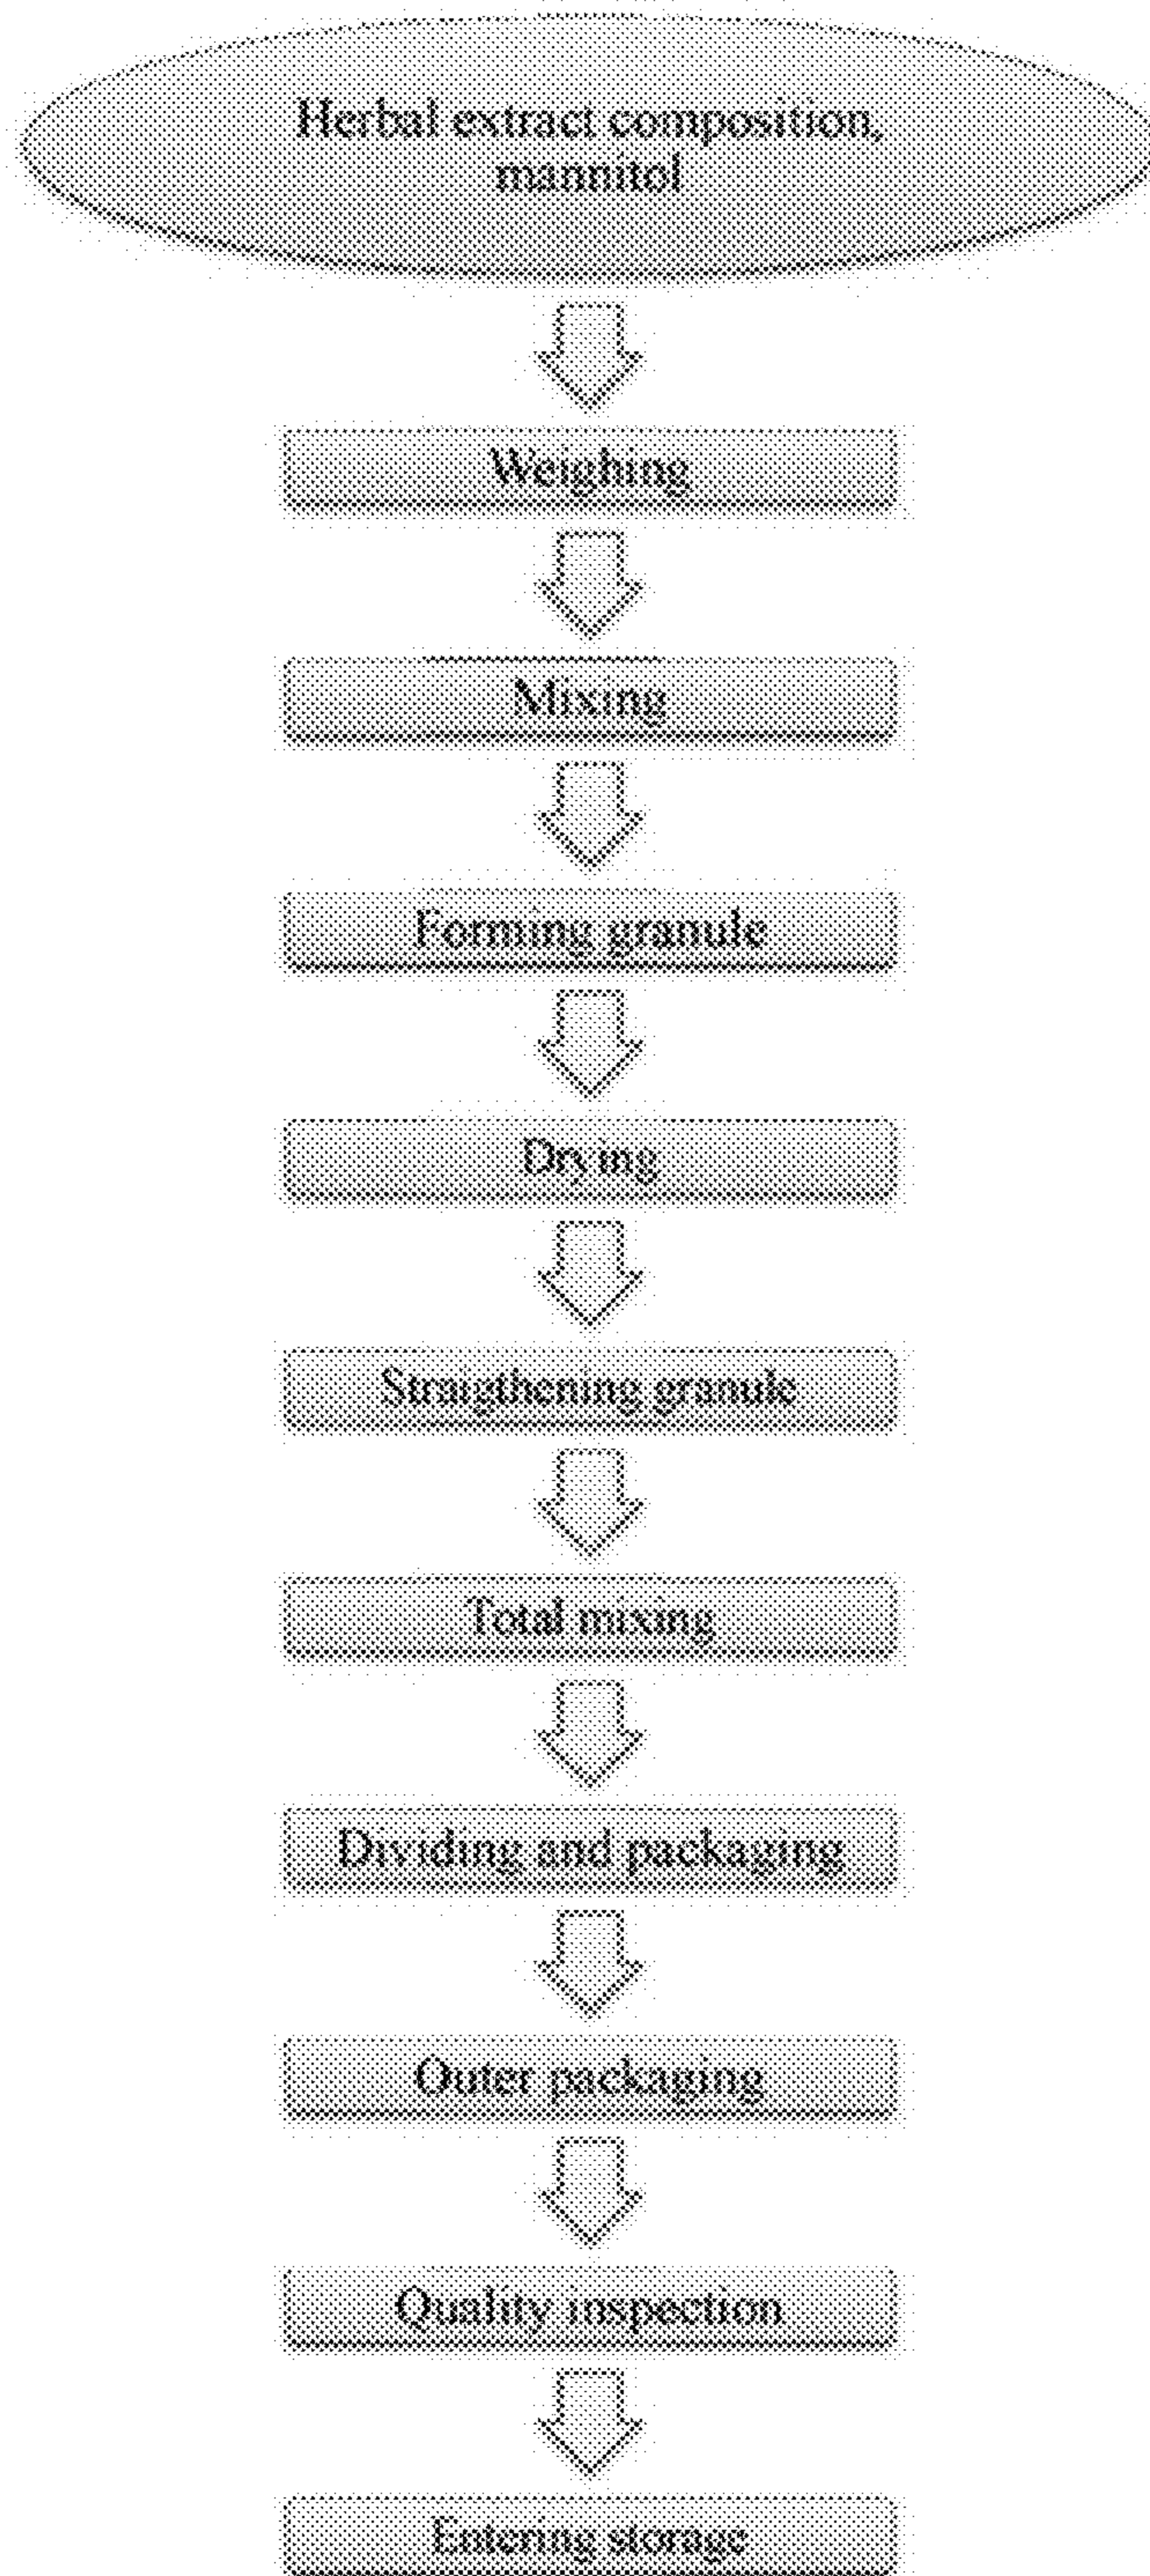 Herbal extract composition,
mannitol
Weighing
Mixing
Forming granule
Drying
Straigthening granule
Total mixing
Dividing and packaging
Outer packaging
Quality inspection
Entering storage